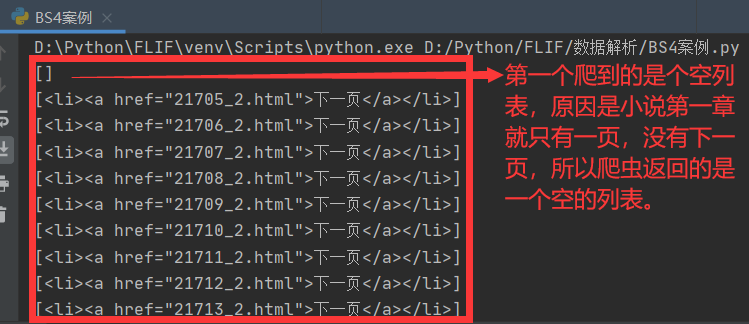 BS4案例
D:\Python\FLIF\venv\Scripts\python.exe D:/Python/FLIF/数据解析/BS4案例.py
[]
[<li><a href="21705_2.html">下一页</a></li>]
[<li><a href="21706_2.html">下一页</a></li>]
[<li><a href="21707_2.html">下一页</a></li>]
[<li><a href="21708_2.html">下一页</a></li>]
[<li><a href="21709_2.html">下一页</a></li>]
[<li><a href="21710_2.html">下一页</a></li>]
[<li><a href="21711_2.html">下一页</a></li>]
[<li><a href="21712_2.html">下一页</a></li>]
[<li><a href="21713_2.html">下一页</a></li>]
第一个爬到的是个空列
表，原因是小说第一章
就只有一页，没有下一
页，所以爬虫返回的是
一个空的列表。